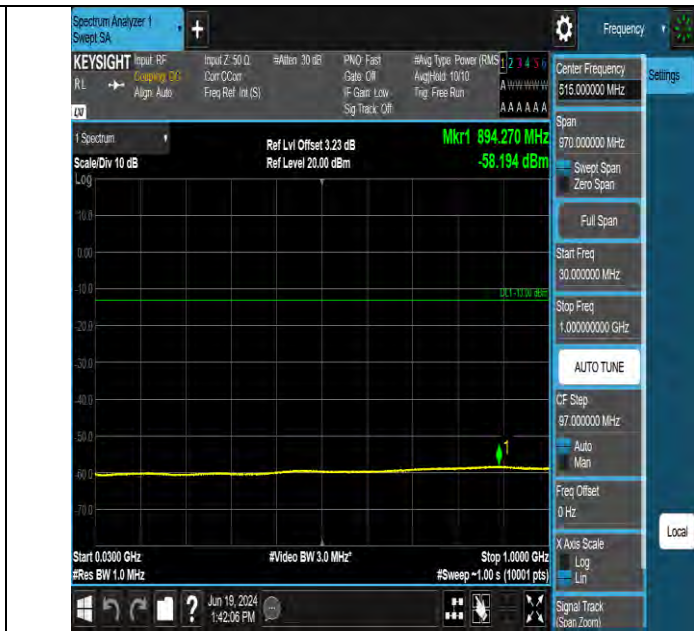 Spectrum Analyzer 1
Swept SA
+
Frequency
KEYSIGHT
Input: RF
Coupling: DC
Align: Auto
RL
LXI
Input Z: 50 Ω
Corr CCorr
Freq Ref: Int (S)
#Atten: 30 dB
PNO: Fast
Gate: Off
IF Gain: Low
Sig Track: Off
#Avg Type: Power (RMS
Avg|Hold: 10/10
Trig: Free Run
1 2 3 4 5 6
A W W W W W
A A A A A A
1 Spectrum
Scale/Div 10 dB
Ref Lvl Offset 3.23 dB
Ref Level 20.00 dBm
Mkr1 894.270 MHz
-58.194 dBm
Log
10.0
0.00
-10.0
DL1 -13.00 dBm
-20.0
-40.0
-50.0
1
-60.0
-70.0
Start 0.0300 GHz
#Res BW 1.0 MHz
#Video BW 3.0 MHz*
Stop 1.0000 GHz
#Sweep ~1.00 s (10001 pts)
?
Jun 19, 2024
1:42:06 PM
Center Frequency
515.000000 MHz
Settings
Span
970.000000 MHz
Swept Span
Zero Span
Full Span
Start Freq
30.000000 MHz
Stop Freq
1.000000000 GHz
AUTO TUNE
CF Step
97.000000 MHz
Auto
Man
Freq Offset
0 Hz
X Axis Scale
Log
Lin
Local
Signal Track
(Span Zoom)